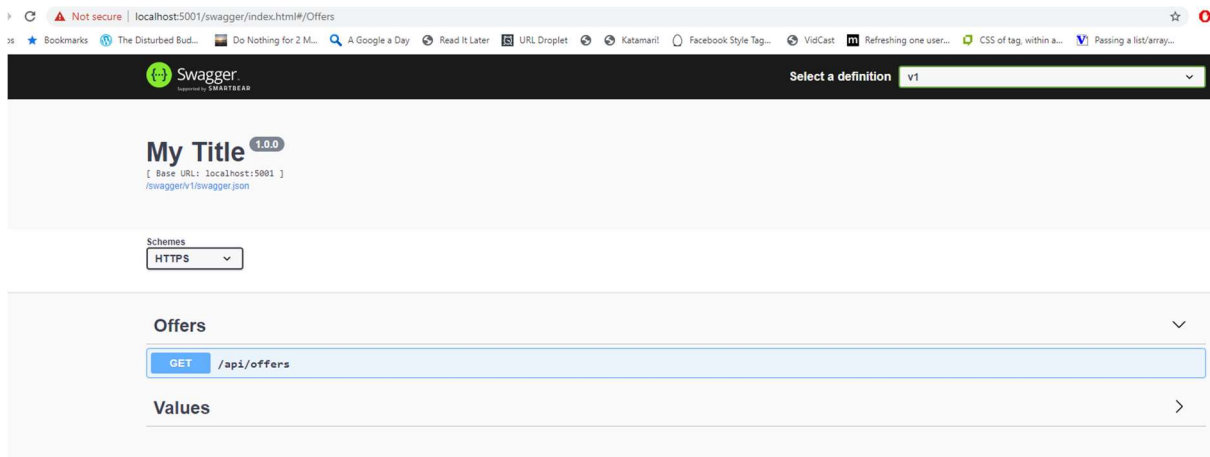 Not secure | localhost:5001/swagger/index.html#/Offers
Bookmarks The Disturbed Bud... Do Nothing for 2 M... A Google a Day Read It Later URL Droplet Katamari! Facebook Style Tag... VidCast Refreshing one user... CSS of tag, within a... Passing a list/array...
Swagger. Select a definition v1
Supported by SMARTBEAR
My Title 1.0.0
[ Base URL: localhost:5001 ]
/swagger/v1/swagger.json
Schemes
HTTPS
Offers
GET /api/offers
Values